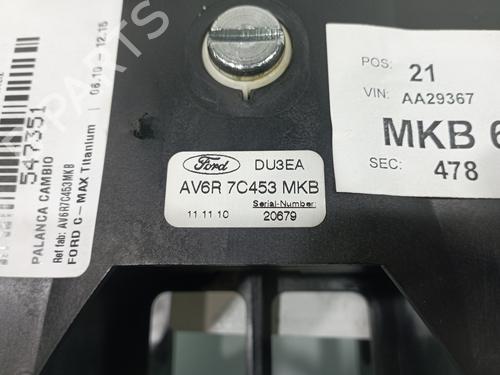 547351
PALANCA CAMBIO
Ref fab: AV6R7C453MKB
FORD C-MAX Titanium | 06.10 - 12.15
Ford DU3EA
AV6R 7C453 MKB
11 11 10 Serial-Number:
20679
POS: 21
VIN: AA29367
MKB 6
SEC: 478
PARTS